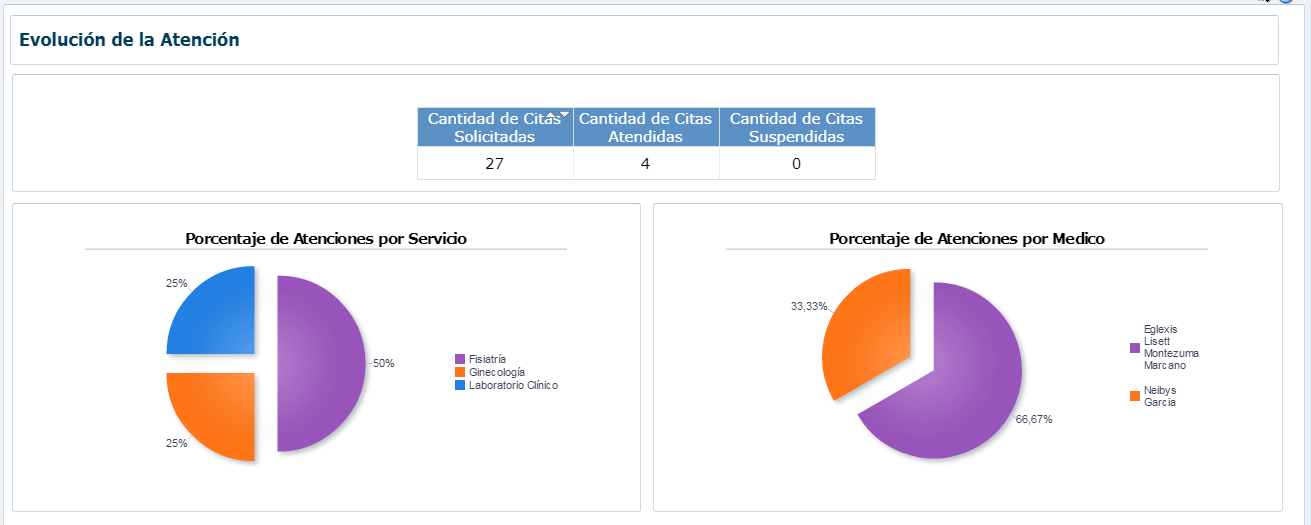 Evolución de la Atención
Cantidad de Citas
Solicitadas
Cantidad de Citas
Atendidas
Cantidad de Citas
Suspendidas
27
4
0
Porcentaje de Atenciones por Servicio
25%
50%
25%
Fisiatría
Ginecología
Laboratorio Clínico
Porcentaje de Atenciones por Medico
33,33%
66,67%
Eglexis
Lisett
Montezuma
Marcano
Neibys
Garcia